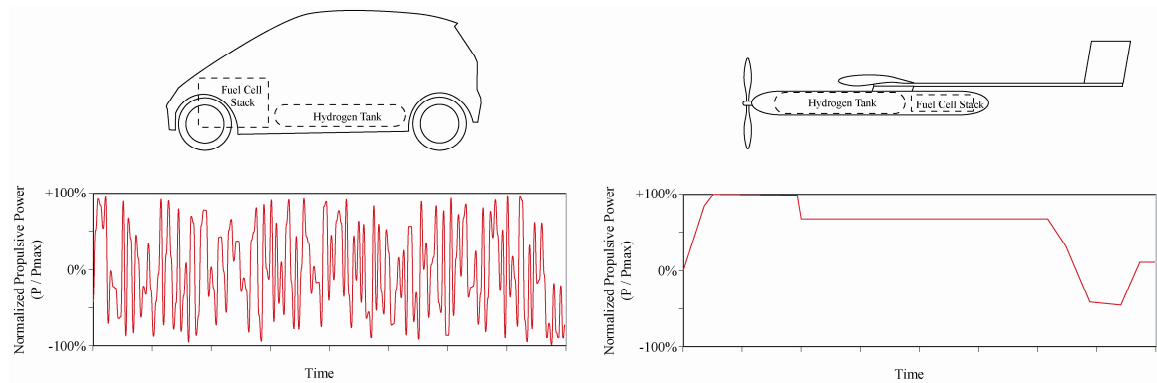 Fuel Cell
Stack
Hydrogen Tank
Hydrogen Tank
Fuel Cell Stack
Normalized Propulsive Power
(P / Pmax)
+100%
0%
-100%
Time
Normalized Propulsive Power
(P / Pmax)
+100%
0%
-100%
Time